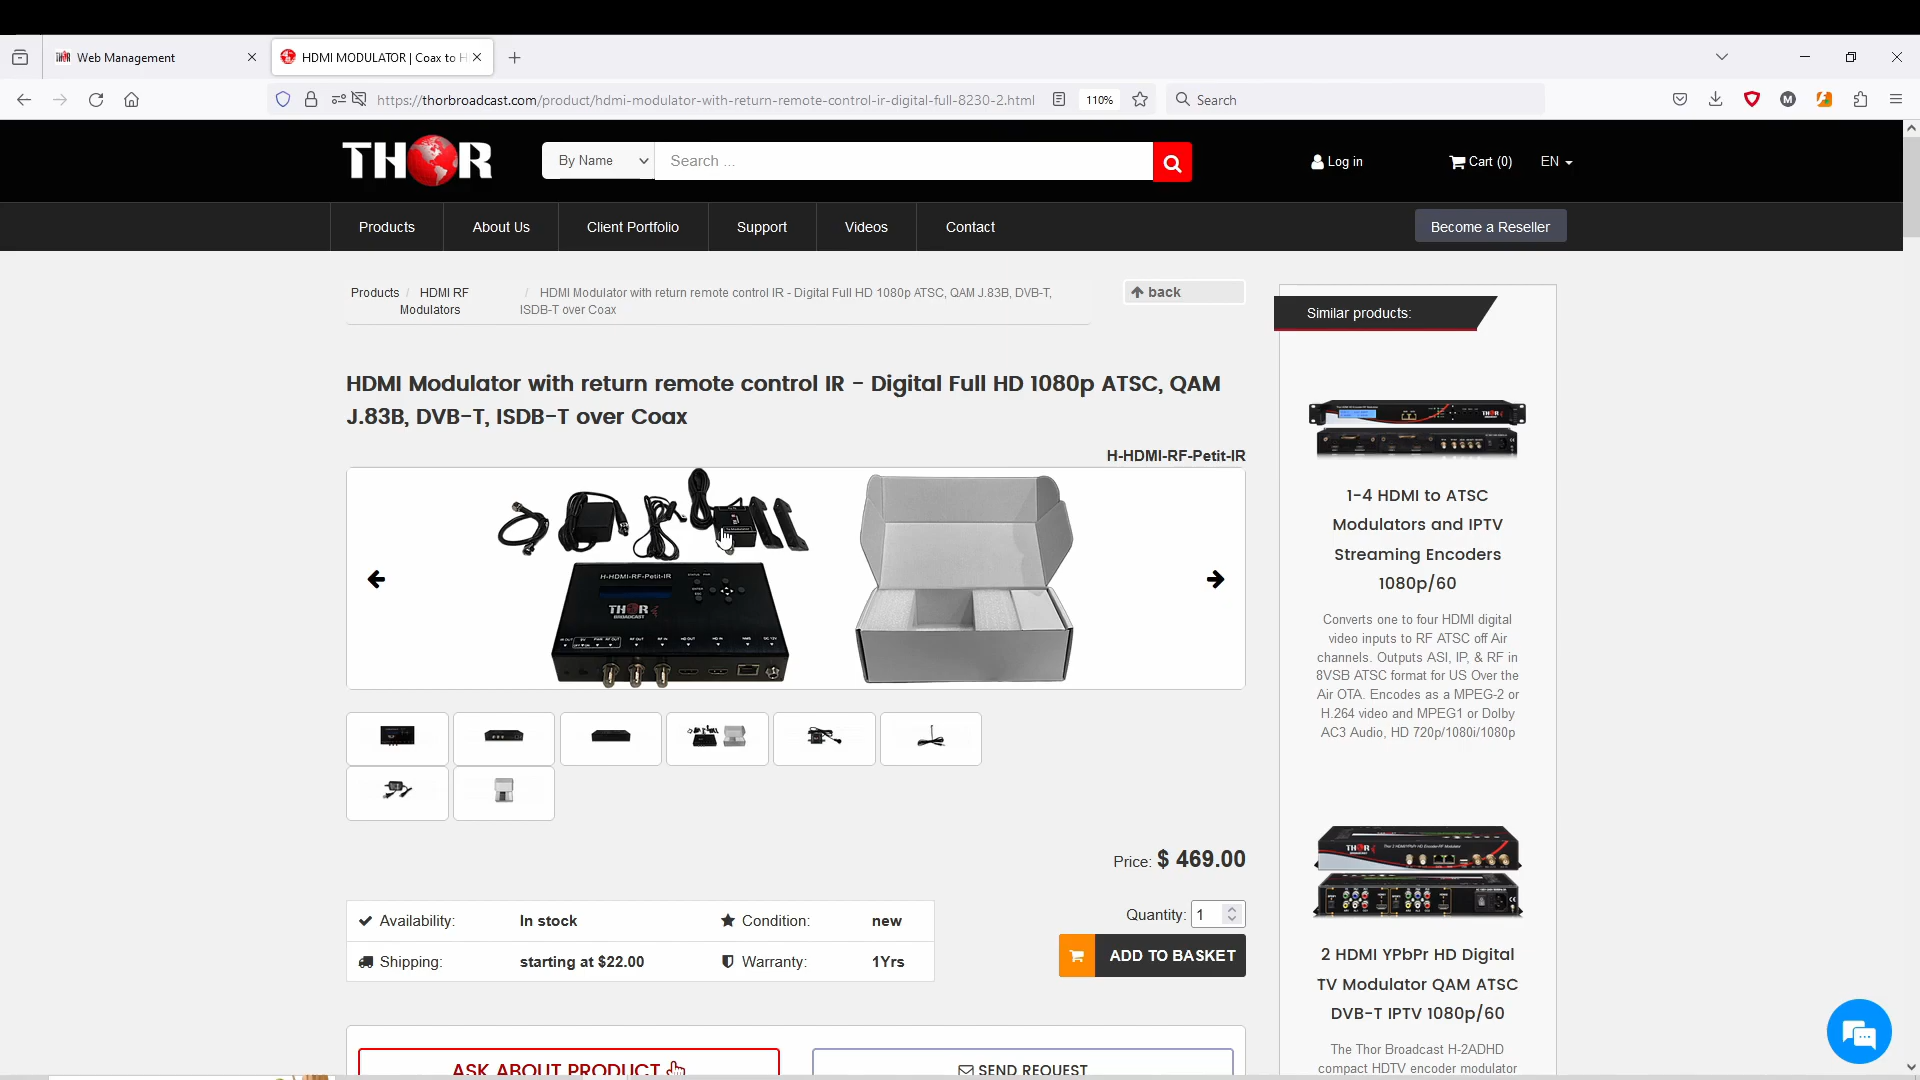 Web Management
HDMI MODULATOR | Coax to H
https://thorbroadcast.com/product/hdmi-modulator-with-return-remote-control-ir-digital-full-8230-2.html
110%
Search
THOR
By Name
Search ...
Log in
Cart (0)
EN
Products
About Us
Client Portfolio
Support
Videos
Contact
Become a Reseller
Products / HDMI RF Modulators / HDMI Modulator with return remote control IR - Digital Full HD 1080p ATSC, QAM J.83B, DVB-T,
ISDB-T over Coax
back
HDMI Modulator with return remote control IR - Digital Full HD 1080p ATSC, QAM
J.83B, DVB-T, ISDB-T over Coax
H-HDMI-RF-Petit-IR
H-HDMI-RF-Petit-IR
THOR
BROADCAST
Price: $ 469.00
Availability: In stock
Condition: new
Shipping: starting at $22.00
Warranty: 1Yrs
Quantity: 1
ADD TO BASKET
ASK ABOUT PRODUCT
SEND REQUEST
Similar products:
1-4 HDMI to ATSC
Modulators and IPTV
Streaming Encoders
1080p/60
Converts one to four HDMI digital
video inputs to RF ATSC off Air
channels. Outputs ASI, IP, & RF in
8VSB ATSC format for US Over the
Air OTA. Encodes as a MPEG-2 or
H.264 video and MPEG1 or Dolby
AC3 Audio, HD 720p/1080i/1080p
2 HDMI YPbPr HD Digital
TV Modulator QAM ATSC
DVB-T IPTV 1080p/60
The Thor Broadcast H-2ADHD
compact HDTV encoder modulator